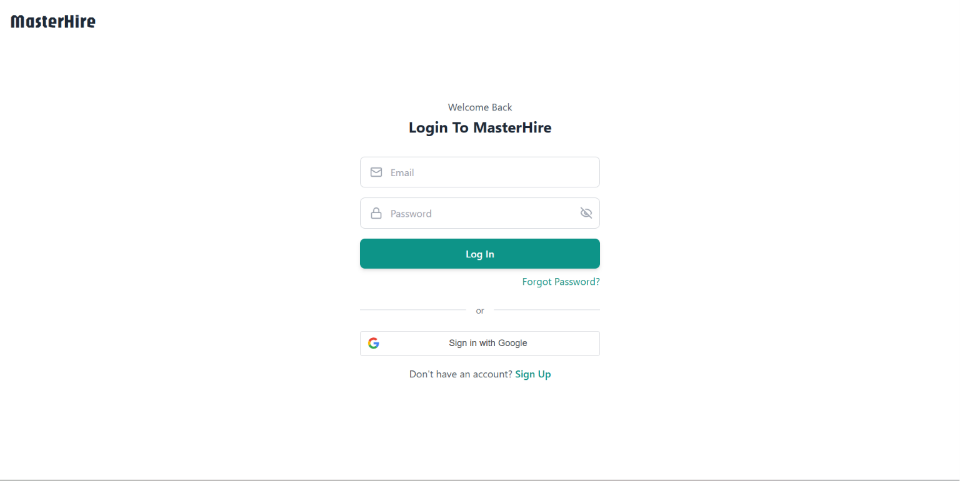 MasterHire
Welcome Back
Login To MasterHire
Email
Password
Log In
Forgot Password?
or
Sign in with Google
Don't have an account? Sign Up